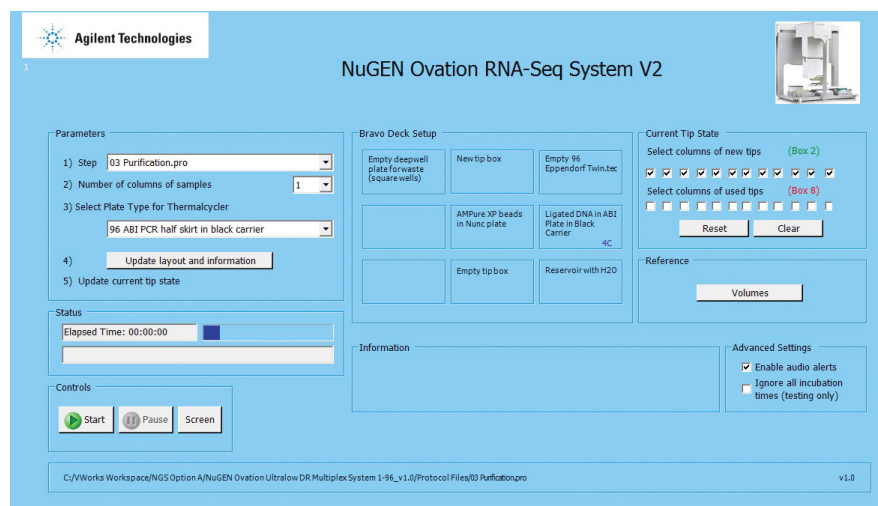 Agilent Technologies
1
NuGEN Ovation RNA-Seq System V2
Parameters
1) Step 03 Purification.pro
2) Number of columns of samples 1
3) Select Plate Type for Thermalcycler
96 ABI PCR half skirt in black carrier
4) Update layout and information
5) Update current tip state
Status
Elapsed Time: 00:00:00
Controls
Start Pause Screen
Bravo Deck Setup
Empty deepwell
plate forwaste
(square wells)
New tip box
Empty 96
Eppendorf Twin.tec
AMPure XP beads
in Nunc plate
Ligated DNA in ABI
Plate in Black
Carrier
4C
Empty tip box
Reservoir with H2O
Information
Current Tip State
Select columns of new tips (Box 2)
Select columns of used tips (Box 8)
Reset Clear
Reference
Volumes
Advanced Settings
Enable audio alerts
Ignore all incubation
times (testing only)
C:/VWorks Workspace/NGS Option A/NuGEN Ovation Ultralow DR Multiplex System 1-96_v1.0/Protocol Files/03 Purification.pro v1.0